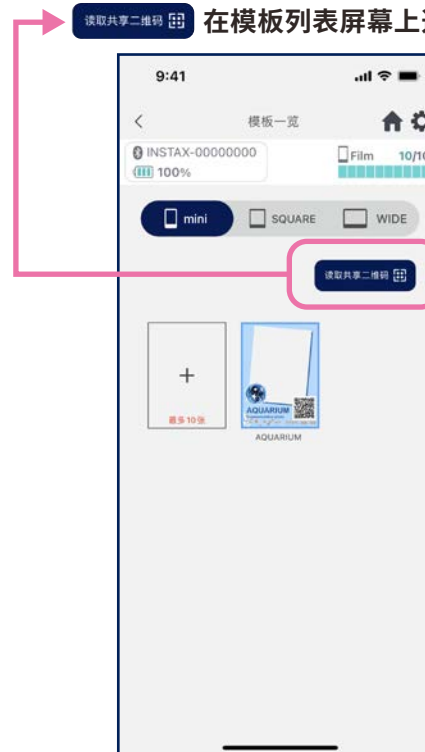 读取共享二维码 在模板列表屏幕上
9:41
模板一览
INSTAX-00000000
100%
Film 10/10
mini SQUARE WIDE
读取共享二维码
+
最多10张
AQUARIUM
AQUARIUM